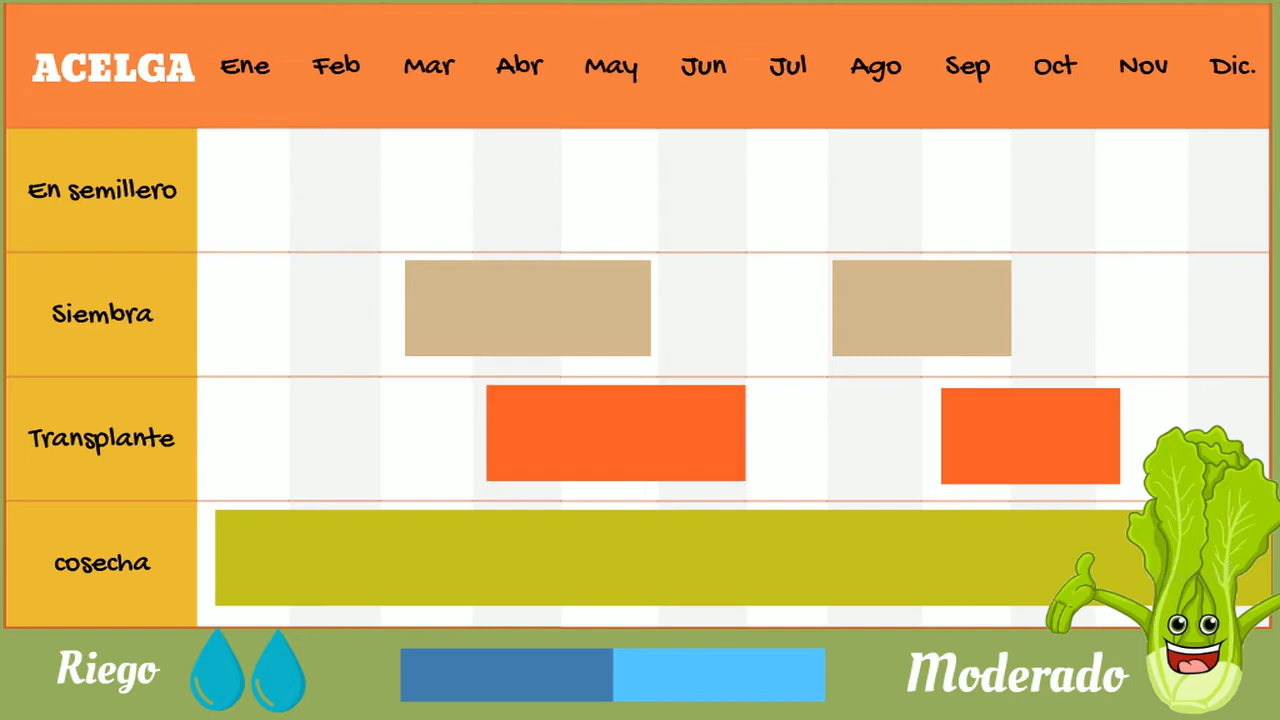 ACELGA Ene Feb Mar Abr May Jun Jul Ago Sep Oct Nov Dic.
En semillero
Siembra
Transplante
cosecha
Riego Moderado